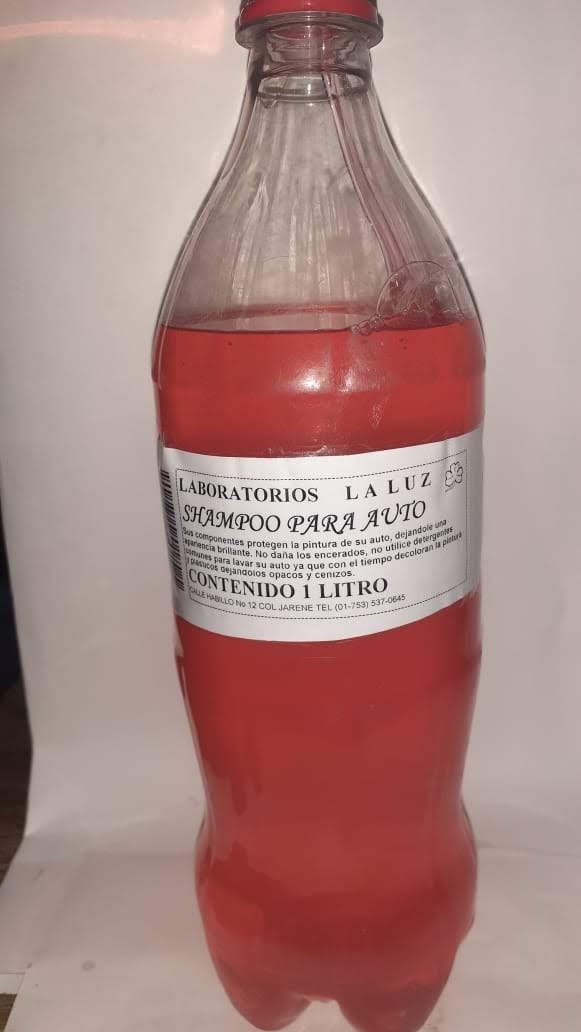 LABORATORIOS LA LUZ
SHAMPOO PARA AUTO
Sus componentes protegen la pintura de su auto, dejandole una
apariencia brillante. No daña los encerados, no utilice detergentes
comunes para lavar su auto ya que con el tiempo decoloran la pintura
y plasticos dejandolos opacos y cenizos.
CONTENIDO 1 LITRO
CALLE HABILLO No 12 COL JARENE TEL (01-753) 537-0645